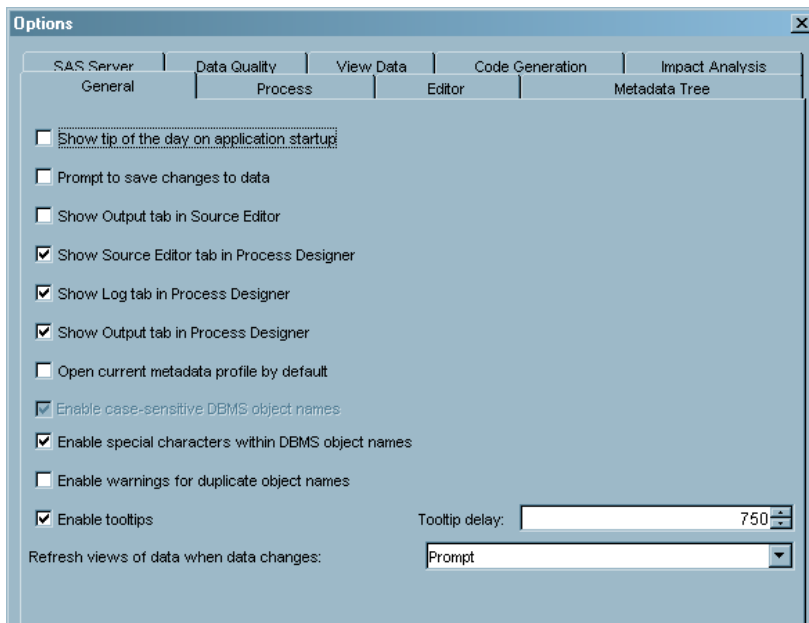 Options
SAS Server Data Quality View Data Code Generation Impact Analysis
General Process Editor Metadata Tree
Show tip of the day on application startup
Prompt to save changes to data
Show Output tab in Source Editor
Show Source Editor tab in Process Designer
Show Log tab in Process Designer
Show Output tab in Process Designer
Open current metadata profile by default
Enable case-sensitive DBMS object names
Enable special characters within DBMS object names
Enable warnings for duplicate object names
Enable tooltips Tooltip delay: 750
Refresh views of data when data changes: Prompt